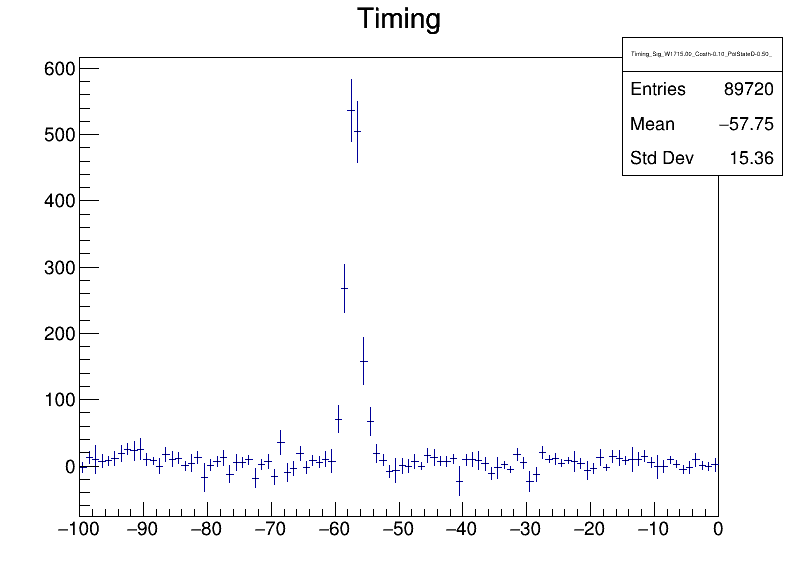 Timing
Timing_Sig_W1715.00_Costh-0.10_PolStateD-0.50_
Entries 89720
Mean −57.75
Std Dev 15.36
600
500
400
300
200
100
0
−100 −90 −80 −70 −60 −50 −40 −30 −20 −10 0